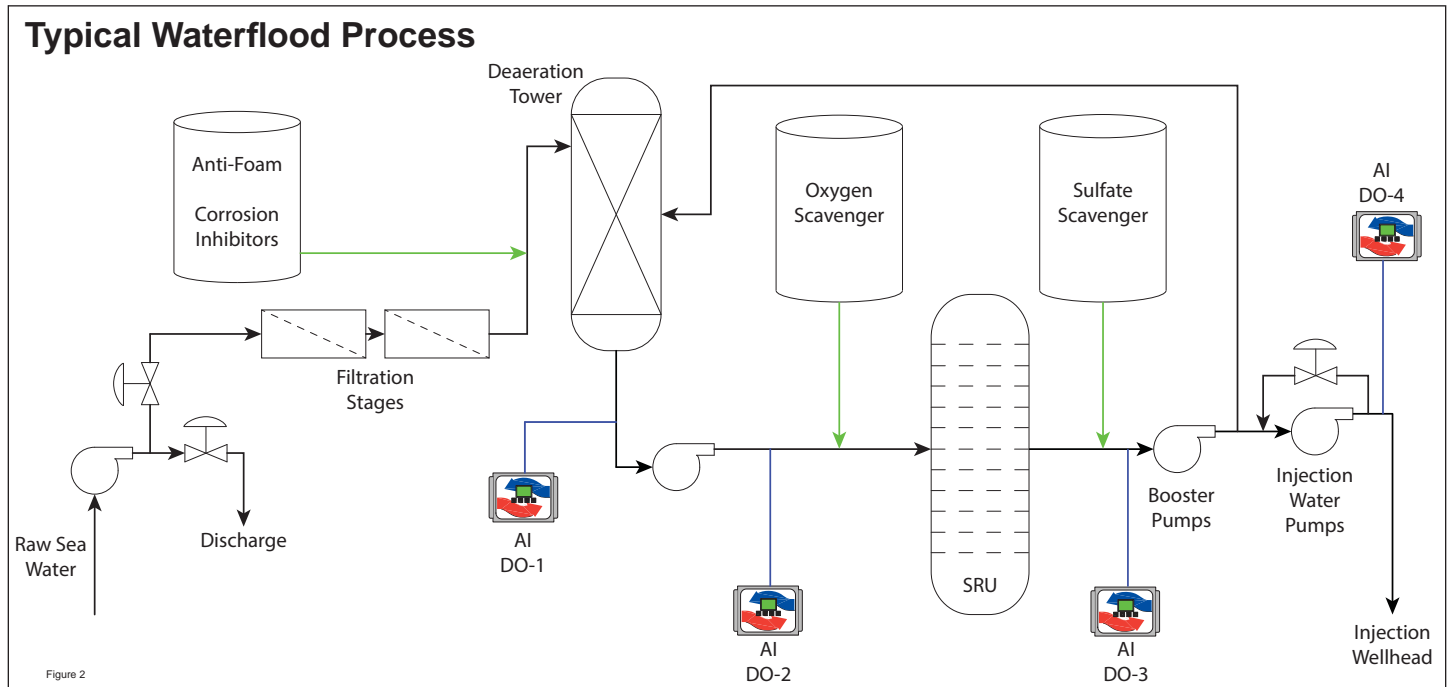 Typical Waterflood Process
Deaeration
Tower
Anti-Foam
Corrosion
Inhibitors
Oxygen
Scavenger
Sulfate
Scavenger
AI
DO-4
Filtration
Stages
Raw Sea
Water
Discharge
AI
DO-1
AI
DO-2
SRU
AI
DO-3
Booster
Pumps
Injection
Water
Pumps
Injection
Wellhead
Figure 2